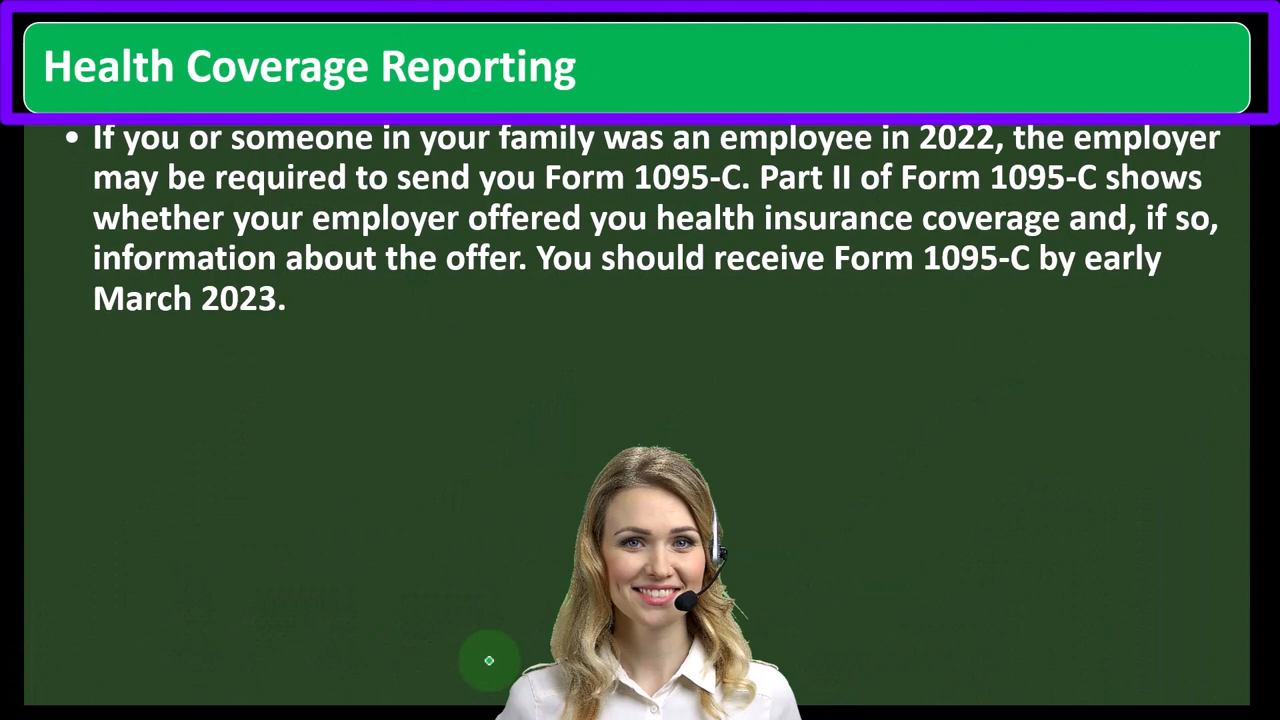 Health Coverage Reporting
• If you or someone in your family was an employee in 2022, the employer
may be required to send you Form 1095-C. Part II of Form 1095-C shows
whether your employer offered you health insurance coverage and, if so,
information about the offer. You should receive Form 1095-C by early
March 2023.